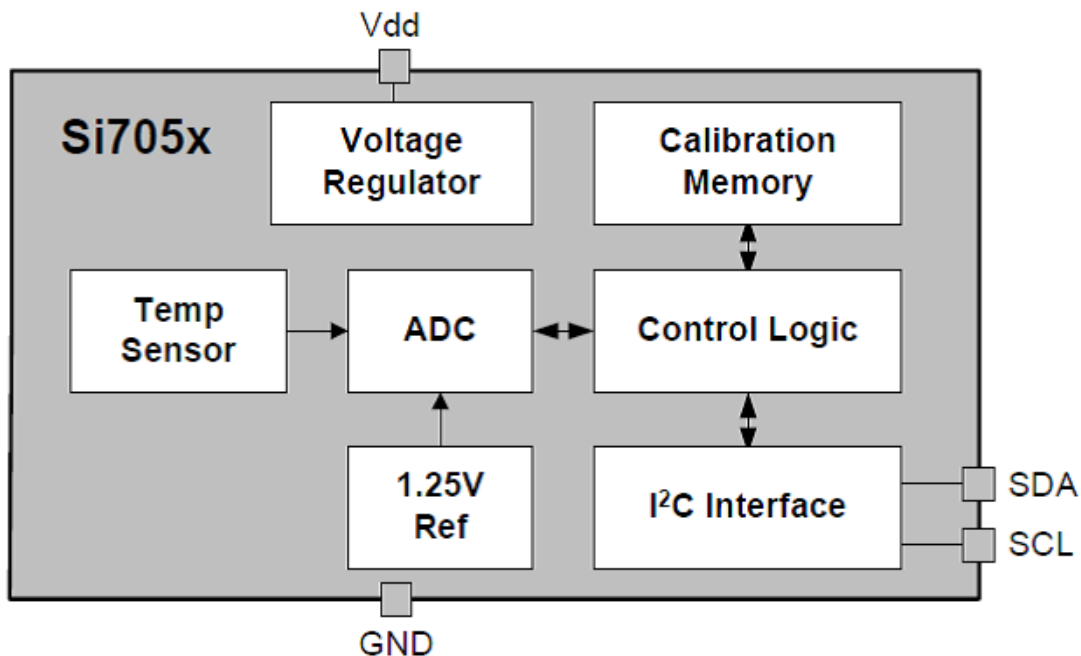 Vdd
Si705x
Voltage
Regulator
Calibration
Memory
Temp
Sensor
ADC
Control Logic
1.25V
Ref
I²C Interface
SDA
SCL
GND